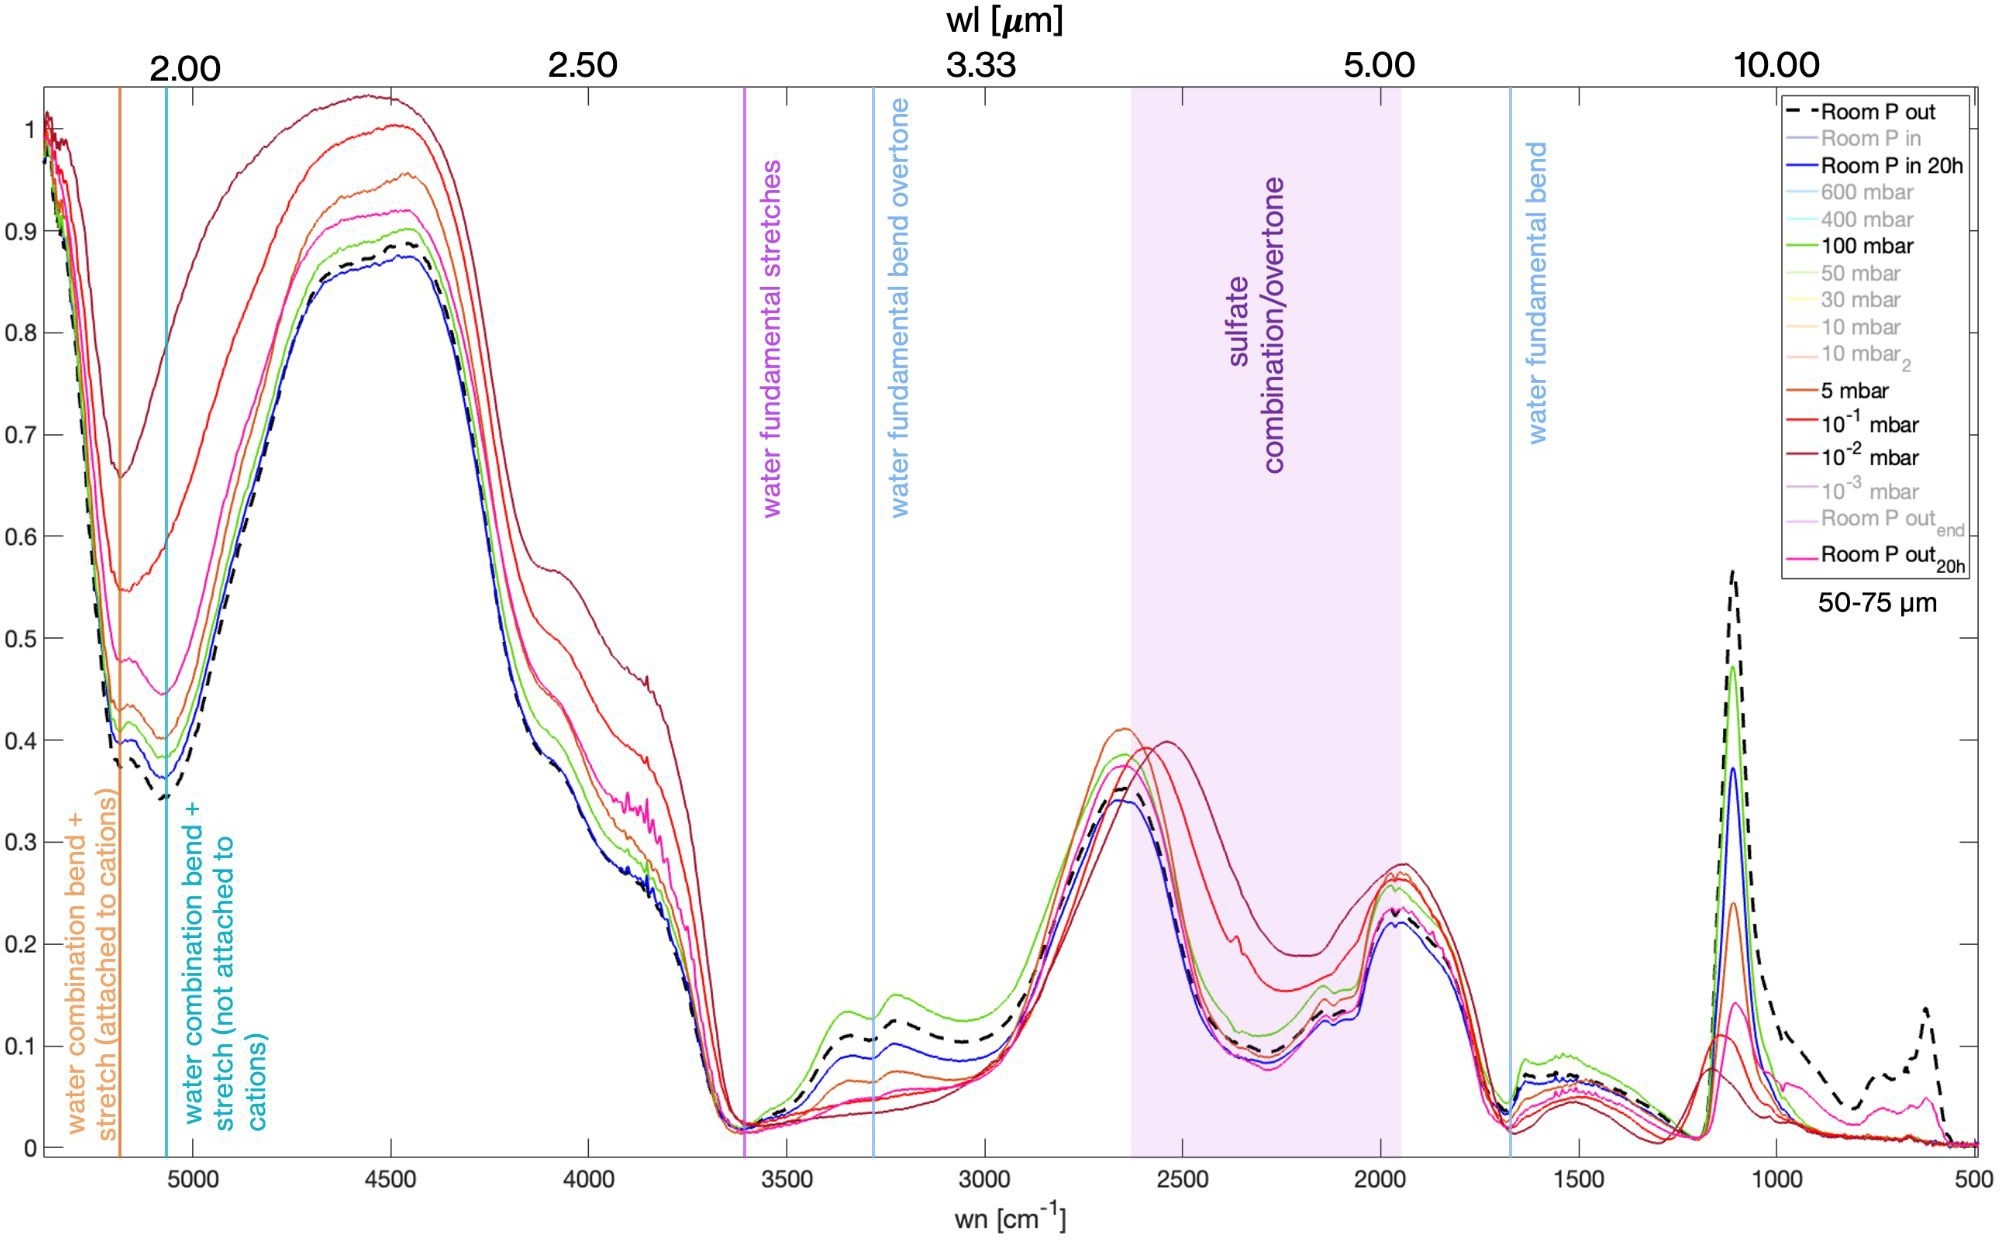 wl [μm]
2.00 2.50 3.33 5.00 10.00
1
0.9
0.8
0.7
0.6
0.5
0.4
0.3
0.2
0.1
0
water combination bend +
stretch (attached to cations)
water combination bend +
stretch (not attached to
cations)
water fundamental stretches
water fundamental bend overtone
sulfate
combination/overtone
water fundamental bend
Room P out
Room P in
Room P in 20h
600 mbar
400 mbar
100 mbar
50 mbar
30 mbar
10 mbar
10 mbar₂
5 mbar
10⁻¹ mbar
10⁻² mbar
10⁻³ mbar
Room P out end
Room P out 20h
50-75 μm
5000 4500 4000 3500 3000 2500 2000 1500 1000 500
wn [cm⁻¹]